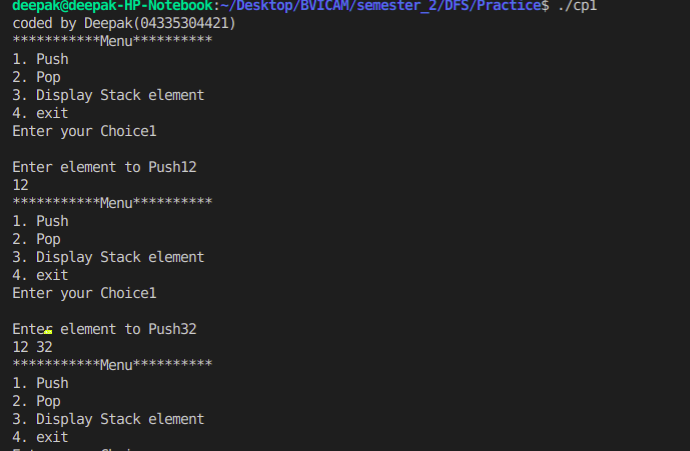 deepak@deepak-HP-Notebook:~/Desktop/BVICAM/semester_2/DFS/Practice$ ./cp1
coded by Deepak(04335304421)
***********Menu**********
1. Push
2. Pop
3. Display Stack element
4. exit
Enter your Choice1
Enter element to Push12
12
***********Menu**********
1. Push
2. Pop
3. Display Stack element
4. exit
Enter your Choice1
Enter element to Push32
12 32
***********Menu**********
1. Push
2. Pop
3. Display Stack element
4. exit